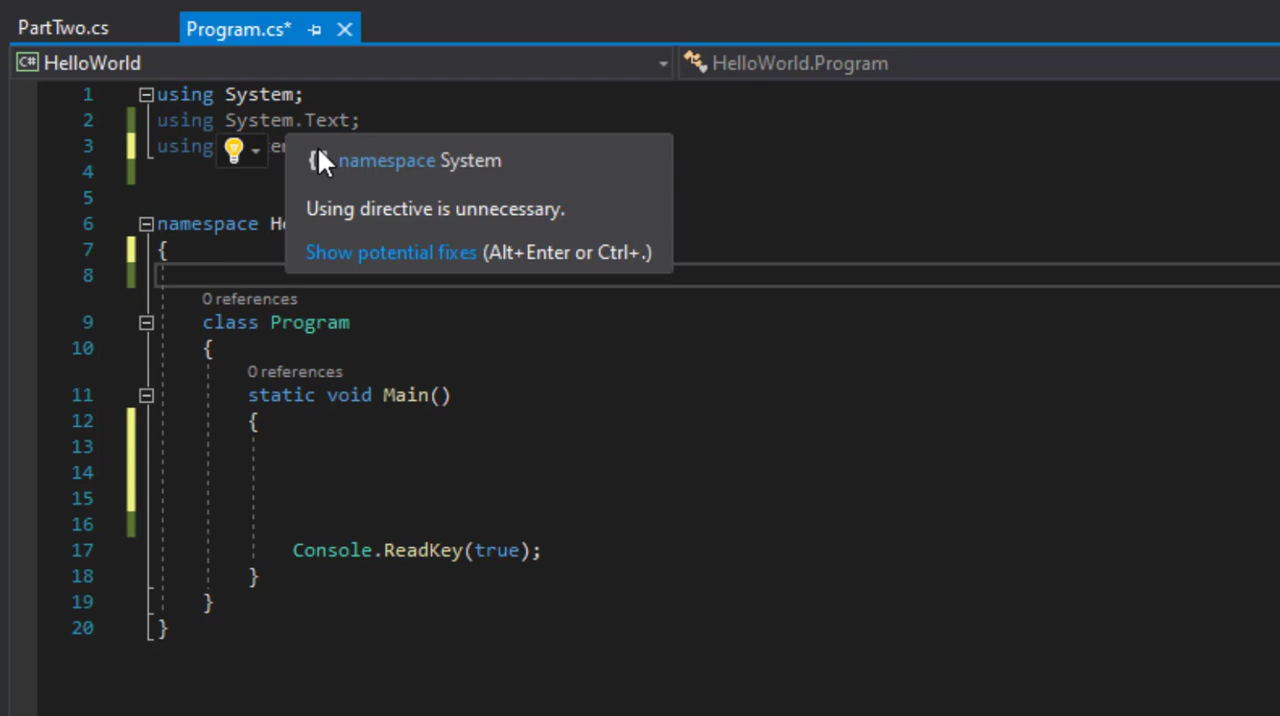 PartTwo.cs Program.cs*
C# HelloWorld HelloWorld.Program
1 using System;
2 using System.Text;
3 using
{} namespace System
4
Using directive is unnecessary.
5
6 namespace
Show potential fixes (Alt+Enter or Ctrl+.)
7 {
8
0 references
9 class Program
10 {
0 references
11 static void Main()
12 {
13
14
15
16
17 Console.ReadKey(true);
18 }
19 }
20 }